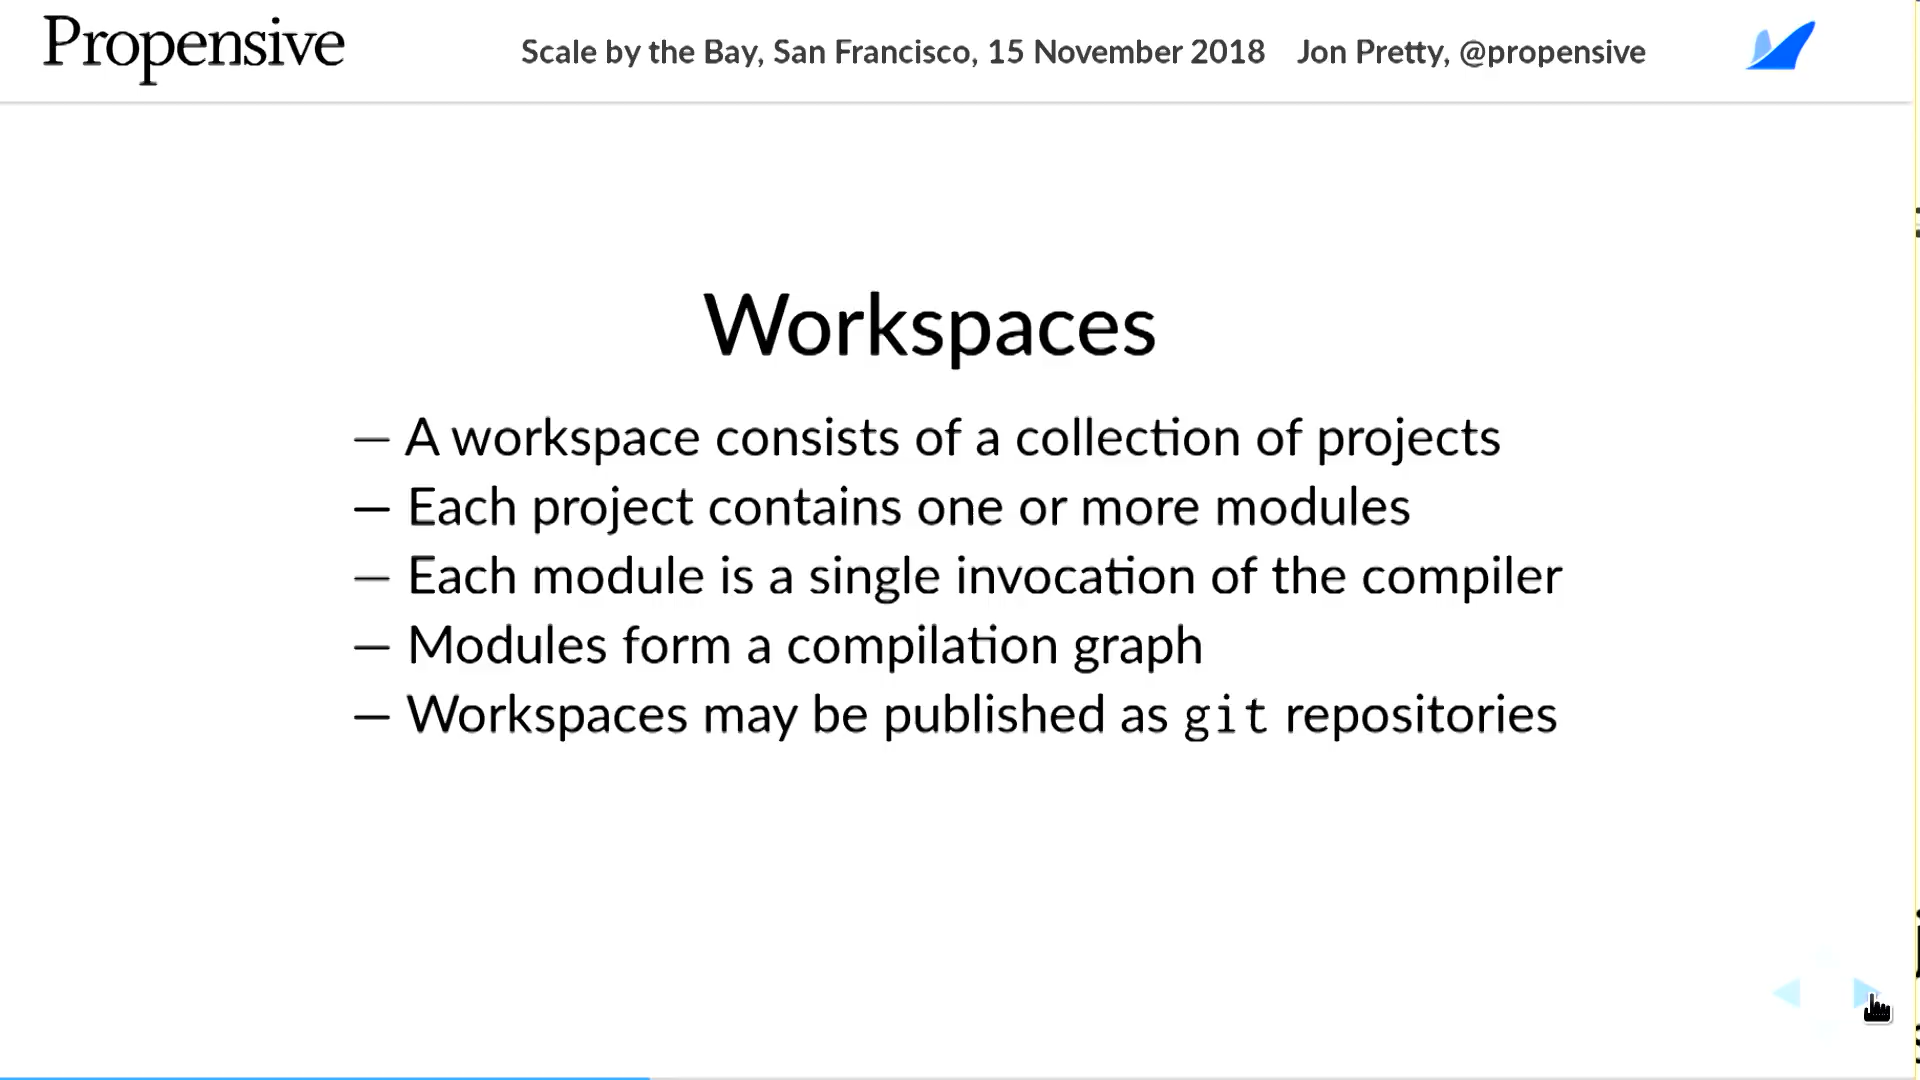 Propensive
Scale by the Bay, San Francisco, 15 November 2018 Jon Pretty, @propensive
Workspaces
— A workspace consists of a collection of projects
— Each project contains one or more modules
— Each module is a single invocation of the compiler
— Modules form a compilation graph
— Workspaces may be published as git repositories